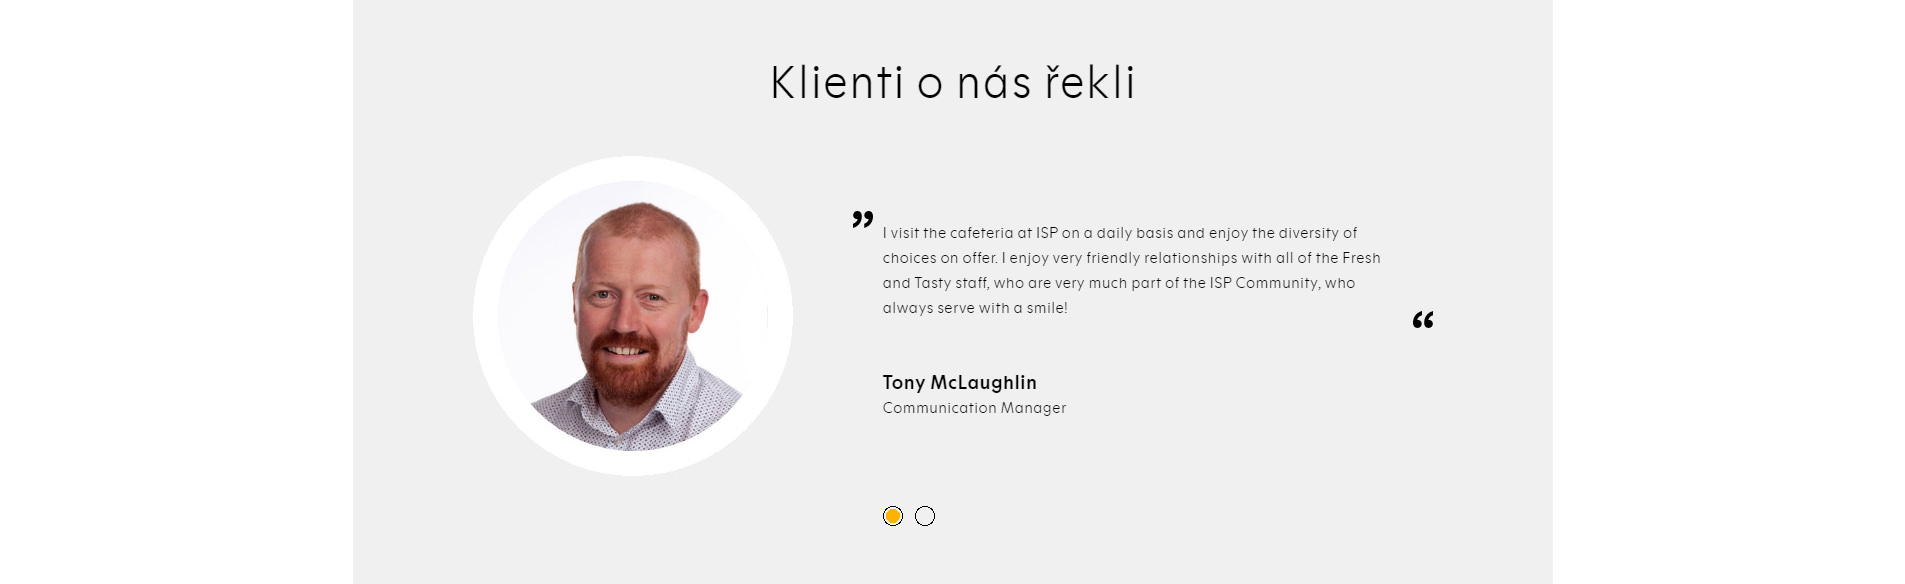 Klienti o nás řekli
” I visit the cafeteria at ISP on a daily basis and enjoy the diversity of
choices on offer. I enjoy very friendly relationships with all of the Fresh
and Tasty staff, who are very much part of the ISP Community, who
always serve with a smile! “
Tony McLaughlin
Communication Manager